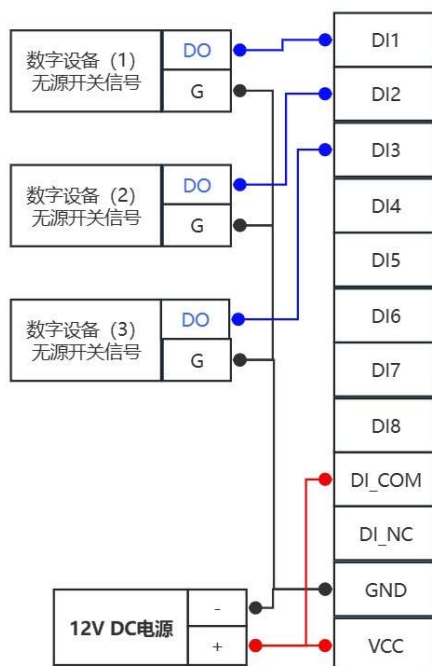 数字设备（1）
无源开关信号
DO
G
数字设备（2）
无源开关信号
DO
G
数字设备（3）
无源开关信号
DO
G
12V DC电源
-
+
DI1
DI2
DI3
DI4
DI5
DI6
DI7
DI8
DI_COM
DI_NC
GND
VCC